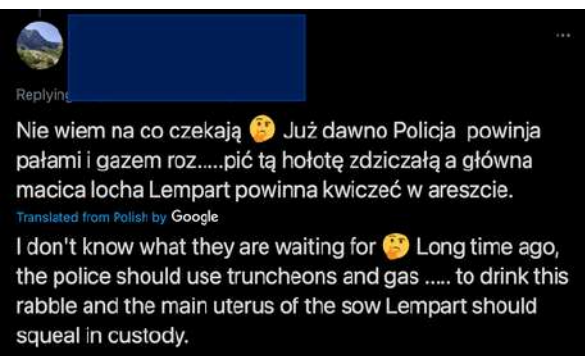 Replying
Nie wiem na co czekają 🤔 Już dawno Policja powinja
pałami i gazem roz.....pić tą hołotę zdziczałą a główna
macica locha Lempart powinna kwiczeć w areszcie.
Translated from Polish by Google
I don't know what they are waiting for 🤔 Long time ago,
the police should use truncheons and gas ..... to drink this
rabble and the main uterus of the sow Lempart should
squeal in custody.